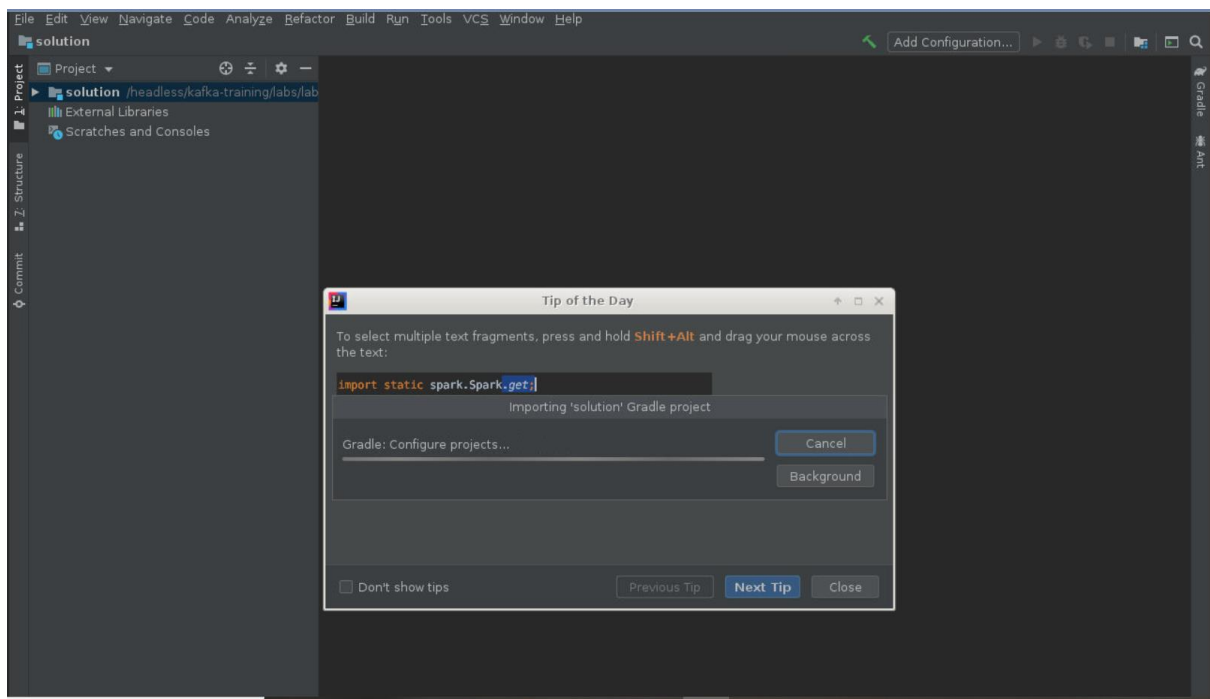 File Edit View Navigate Code Analyze Refactor Build Run Tools VCS Window Help
solution
Add Configuration...
1: Project
Project
solution /headless/kafka-training/labs/lab
External Libraries
Scratches and Consoles
Z: Structure
Commit
Gradle
Ant
Tip of the Day
To select multiple text fragments, press and hold Shift+Alt and drag your mouse across
the text:
import static spark.Spark.get;
Importing 'solution' Gradle project
Gradle: Configure projects...
Cancel
Background
Don't show tips
Previous Tip
Next Tip
Close